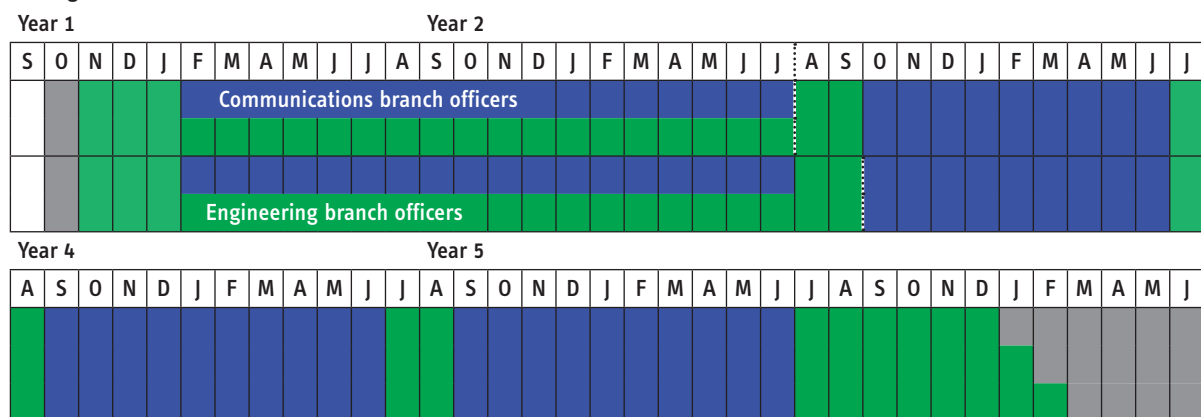 Year 1 Year 2
S O N D J F M A M J J A S O N D J F M A M J J A S O N D J F M A M J J
Communications branch officers
Engineering branch officers
Year 4 Year 5
A S O N D J F M A M J J A S O N D J F M A M J J A S O N D J F M A M J